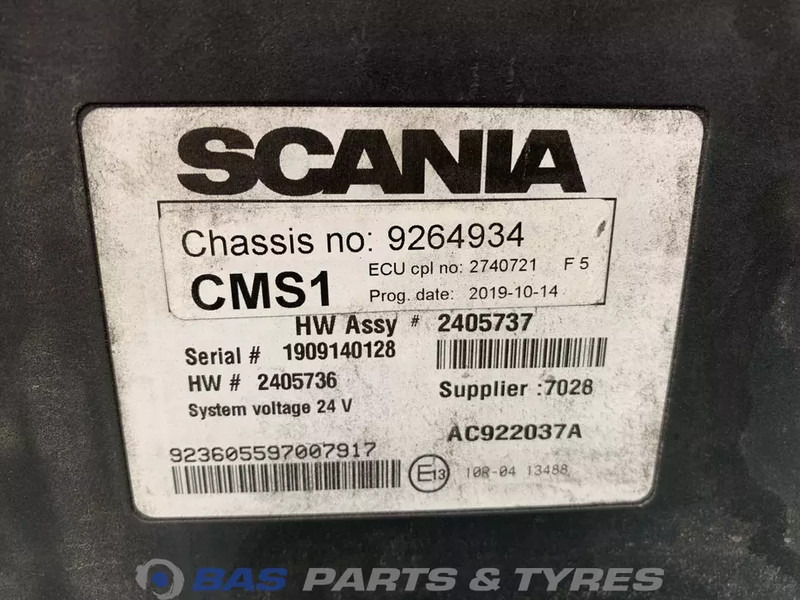 SCANIA
Chassis no: 9264934
CMS1 ECU cpl no: 2740721 F 5
Prog. date: 2019-10-14
HW Assy # 2405737
Serial # 1909140128
HW # 2405736 Supplier :7028
System voltage 24 V
AC922037A
923605597007917
E13 10R-04 13488
BAS PARTS & TYRES